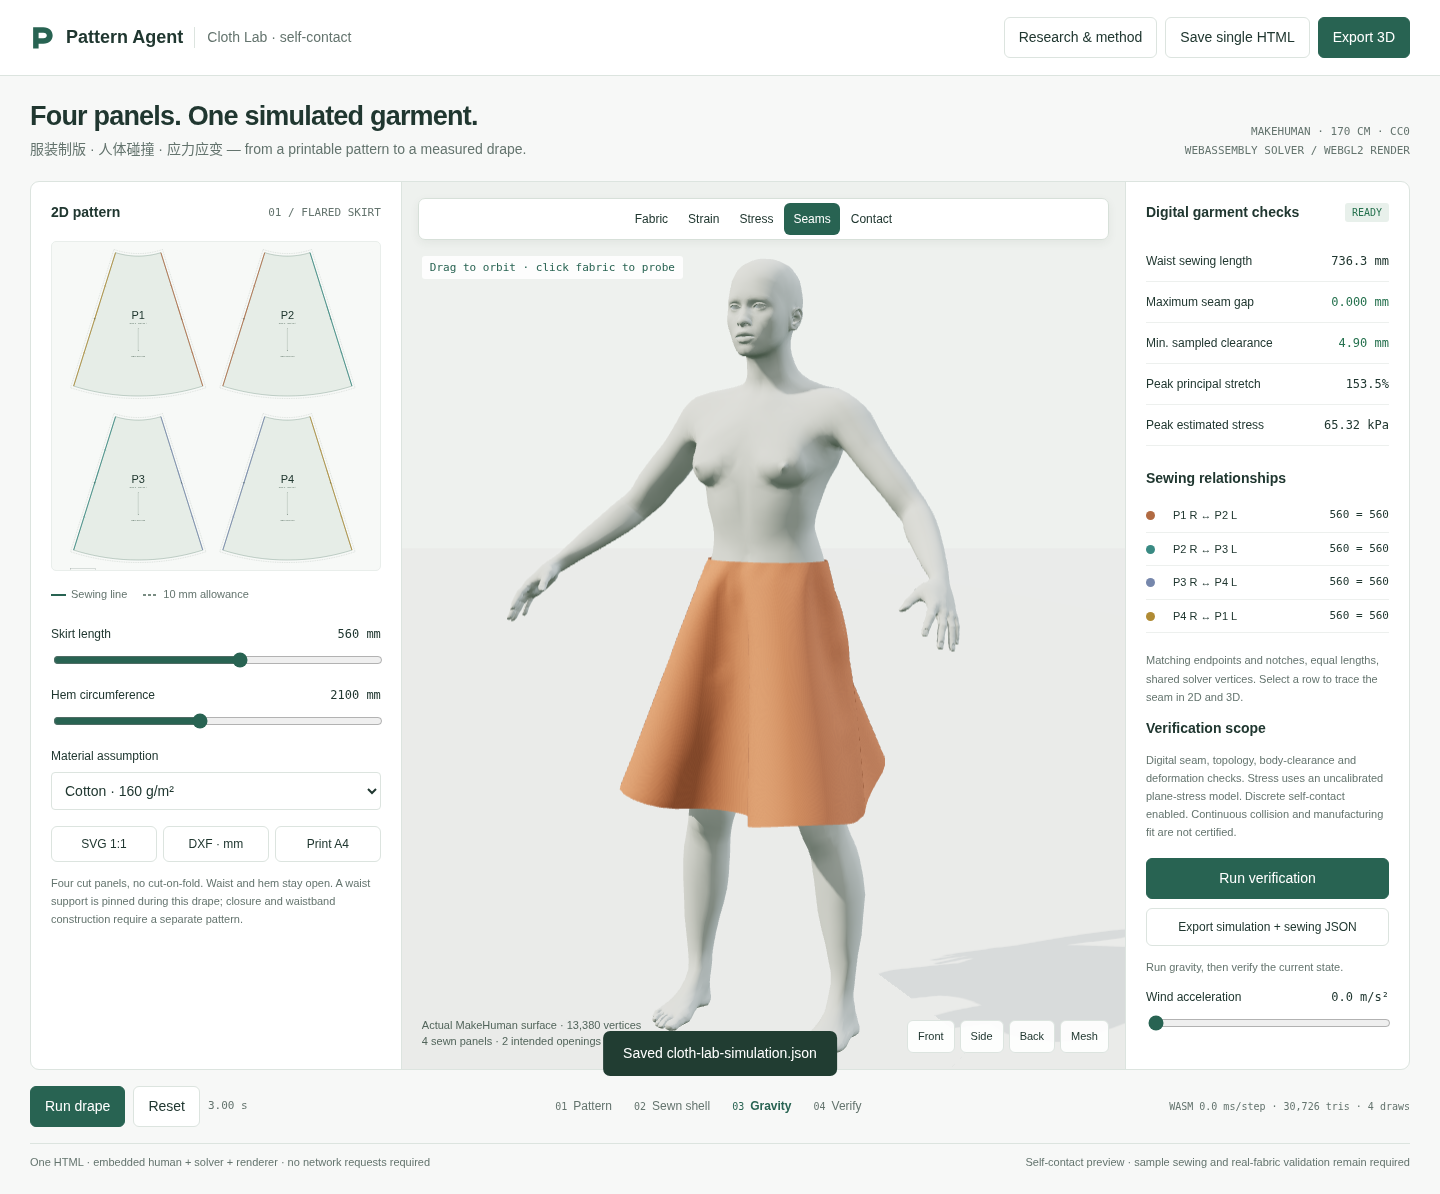 Pattern Agent
Cloth Lab · self-contact
Research & method
Save single HTML
Export 3D
Four panels. One simulated garment.
服装制版 · 人体碰撞 · 应力应变 — from a printable pattern to a measured drape.
MAKEHUMAN · 170 CM · CC0
WEBASSEMBLY SOLVER / WEBGL2 RENDER
2D pattern
01 / FLARED SKIRT
P1
P2
P3
P4
Sewing line
10 mm allowance
Skirt length
560 mm
Hem circumference
2100 mm
Material assumption
Cotton · 160 g/m²
SVG 1:1
DXF · mm
Print A4
Four cut panels, no cut-on-fold. Waist and hem stay open. A waist
support is pinned during this drape; closure and waistband
construction require a separate pattern.
Fabric
Strain
Stress
Seams
Contact
Drag to orbit · click fabric to probe
Actual MakeHuman surface · 13,380 vertices
4 sewn panels · 2 intended openings
Front
Side
Back
Mesh
Saved cloth-lab-simulation.json
Digital garment checks
READY
Waist sewing length
736.3 mm
Maximum seam gap
0.000 mm
Min. sampled clearance
4.90 mm
Peak principal stretch
153.5%
Peak estimated stress
65.32 kPa
Sewing relationships
P1 R ↔ P2 L
560 = 560
P2 R ↔ P3 L
560 = 560
P3 R ↔ P4 L
560 = 560
P4 R ↔ P1 L
560 = 560
Matching endpoints and notches, equal lengths,
shared solver vertices. Select a row to trace the
seam in 2D and 3D.
Verification scope
Digital seam, topology, body-clearance and
deformation checks. Stress uses an uncalibrated
plane-stress model. Discrete self-contact
enabled. Continuous collision and manufacturing
fit are not certified.
Run verification
Export simulation + sewing JSON
Run gravity, then verify the current state.
Wind acceleration
0.0 m/s²
Run drape
Reset
3.00 s
01 Pattern
02 Sewn shell
03 Gravity
04 Verify
WASM 0.0 ms/step · 30,726 tris · 4 draws
One HTML · embedded human + solver + renderer · no network requests required
Self-contact preview · sample sewing and real-fabric validation remain required